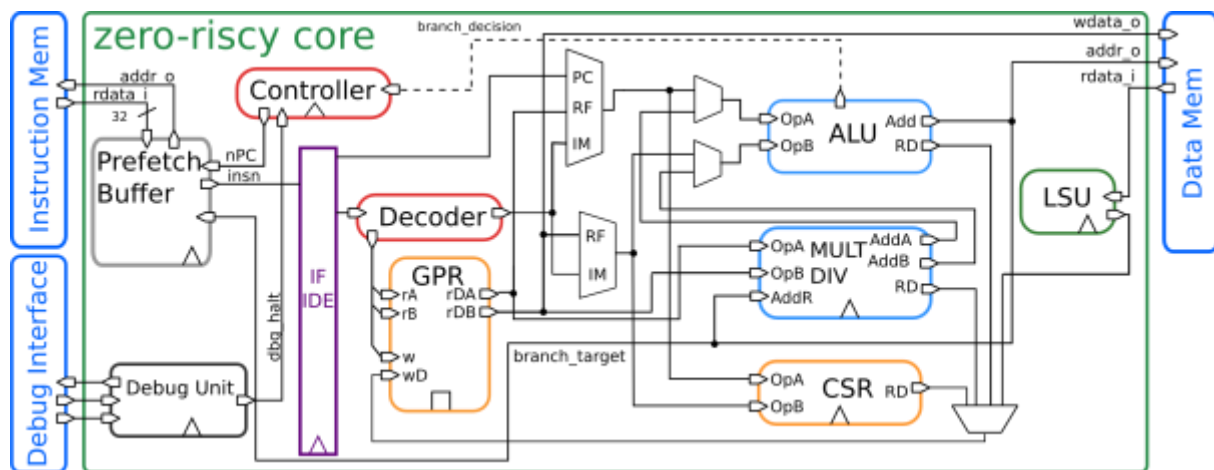 zero-riscy core
branch_decision
wdata_o
addr_o
rdata_i
Instruction Mem
addr_o
rdata_i
32
Controller
PC
RF
IM
OpA
OpB
ALU
Add
RD
Data Mem
Prefetch
Buffer
nPC
insn
LSU
Decoder
RF
IM
OpA
OpB
AddR
MULT
DIV
AddA
AddB
RD
IF
IDE
GPR
rA
rB
w
wD
rDA
rDB
dbg_halt
branch_target
Debug Interface
Debug Unit
OpA
OpB
CSR
RD